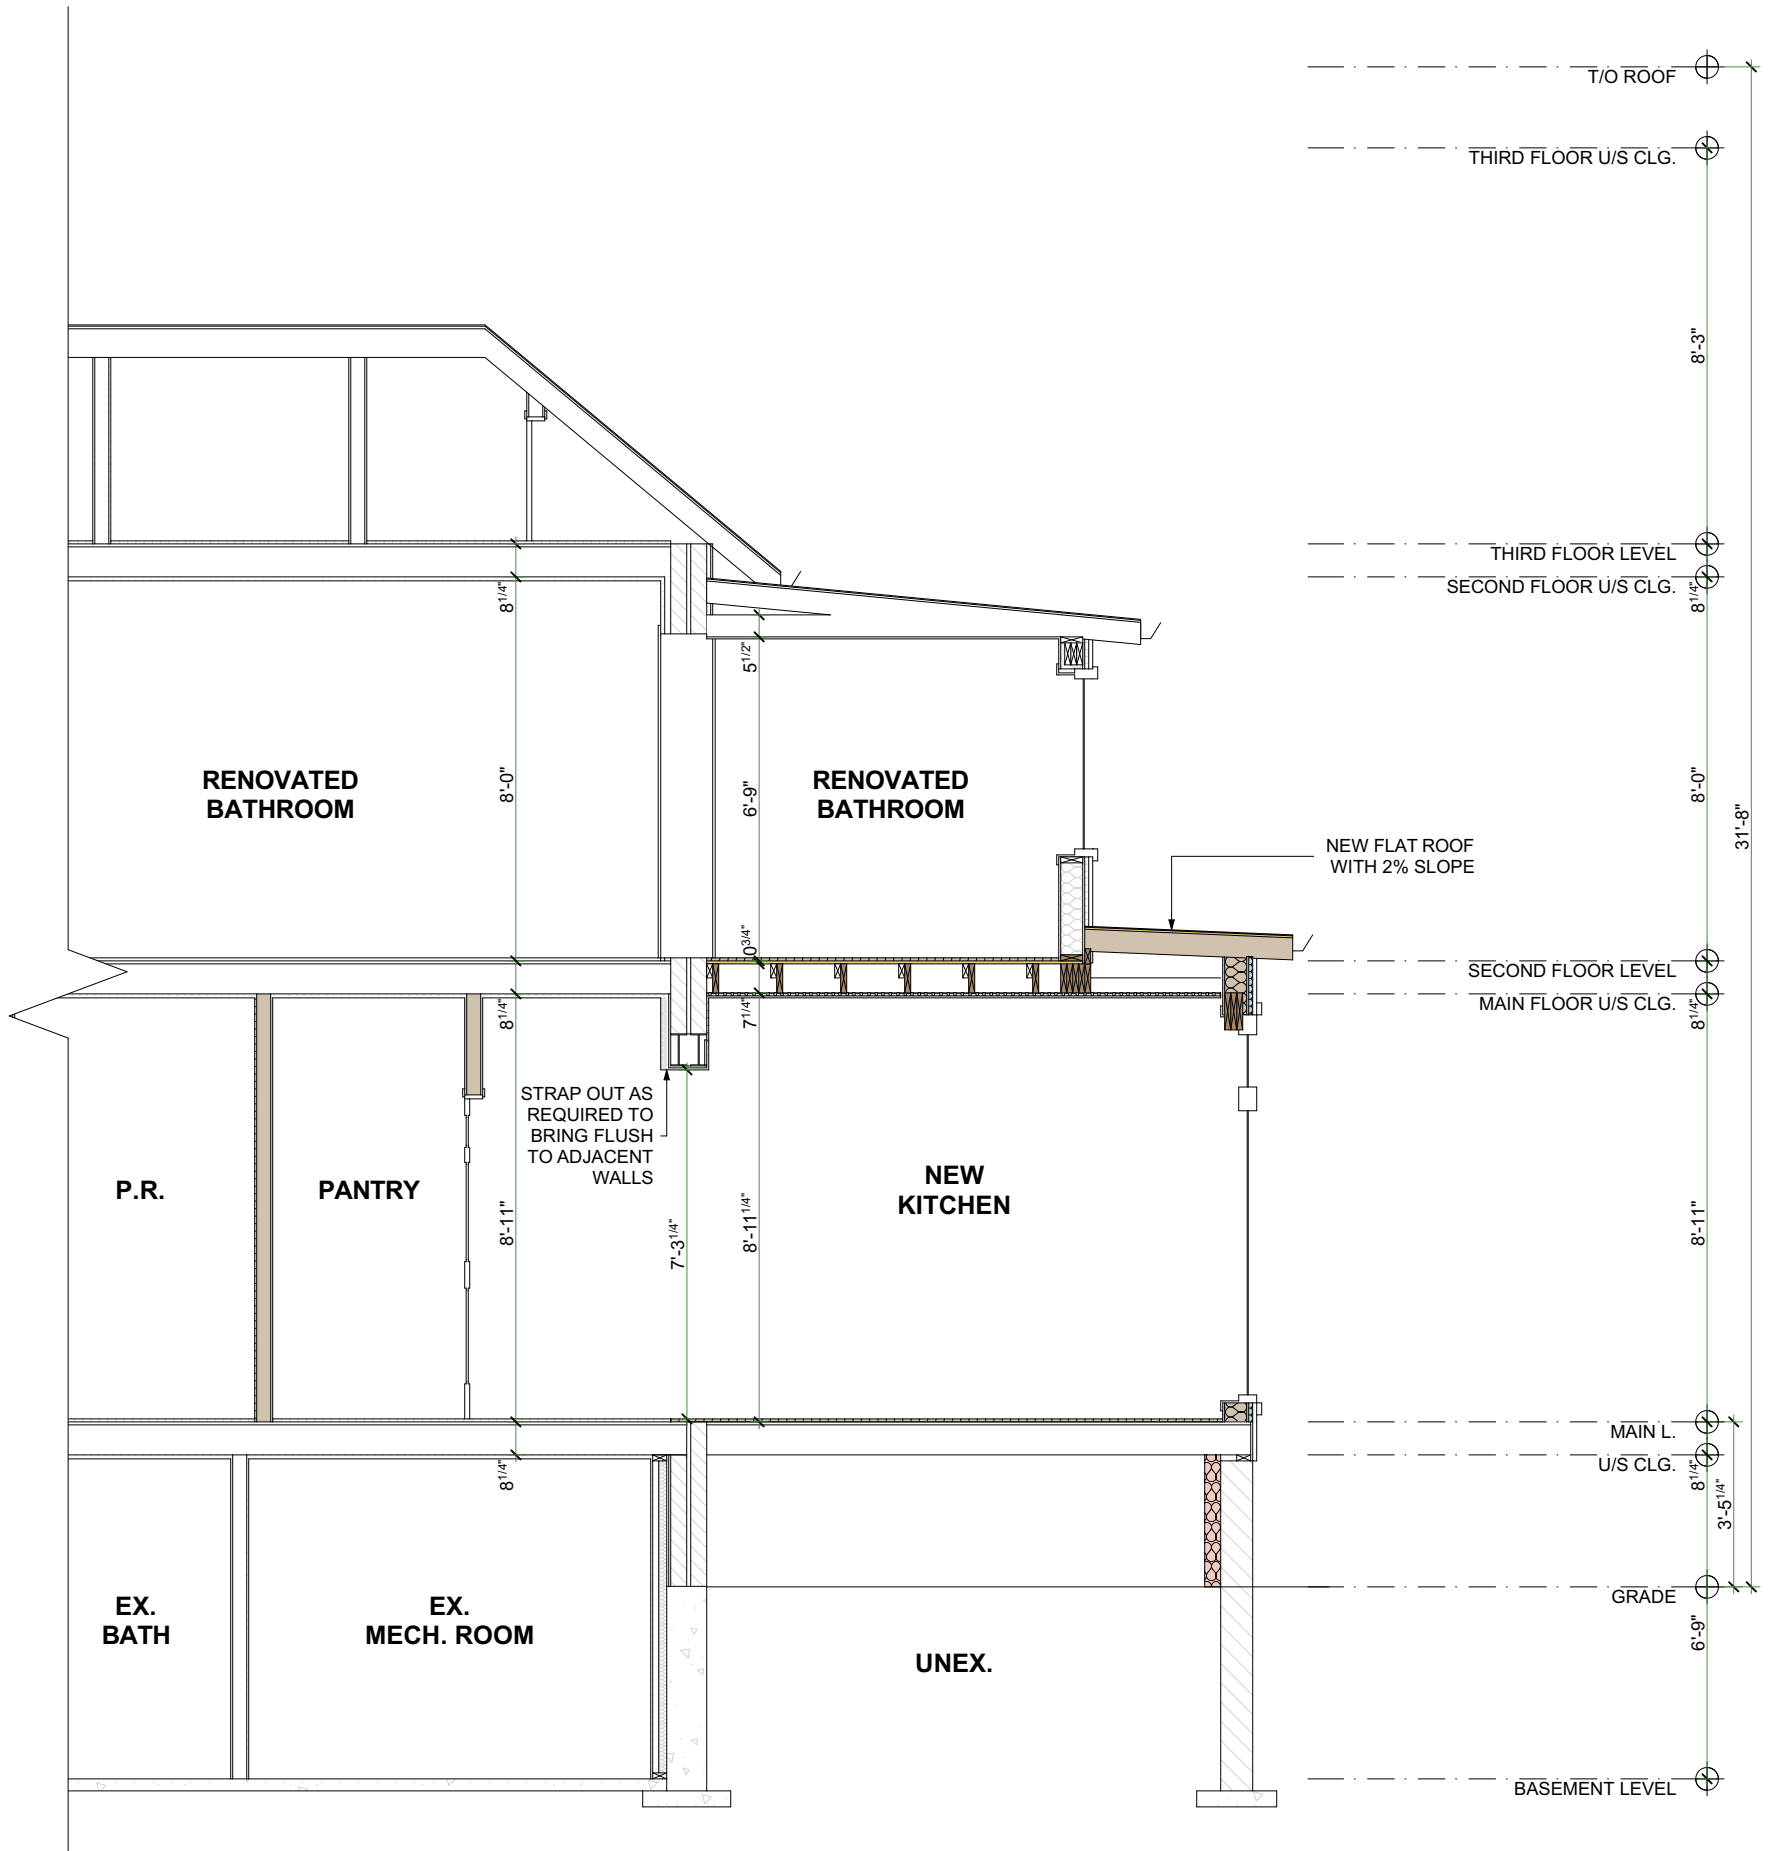 T/O ROOF
THIRD FLOOR U/S CLG.
8'-3"
THIRD FLOOR LEVEL
SECOND FLOOR U/S CLG.
8 1/4"
8 1/4"
5 1/2"
RENOVATED
BATHROOM
8'-0"
6'-9"
RENOVATED
BATHROOM
8'-0"
31'-8"
NEW FLAT ROOF
WITH 2% SLOPE
0 3/4"
SECOND FLOOR LEVEL
MAIN FLOOR U/S CLG.
8 1/4"
7 1/4"
8 1/4"
STRAP OUT AS
REQUIRED TO
BRING FLUSH
TO ADJACENT
WALLS
P.R.
PANTRY
8'-11"
7'-3 1/4"
8'-11 1/4"
NEW
KITCHEN
8'-11"
MAIN L.
U/S CLG.
8 1/4"
8 1/4"
3'-5 1/4"
GRADE
EX.
BATH
EX.
MECH. ROOM
UNEX.
6'-9"
BASEMENT LEVEL